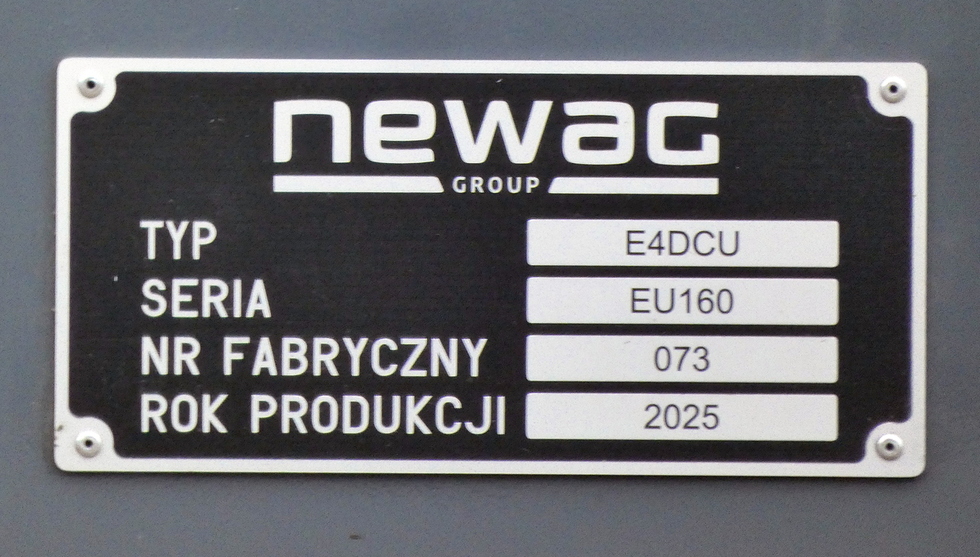 newag
GROUP
TYP E4DCU
SERIA EU160
NR FABRYCZNY 073
ROK PRODUKCJI 2025